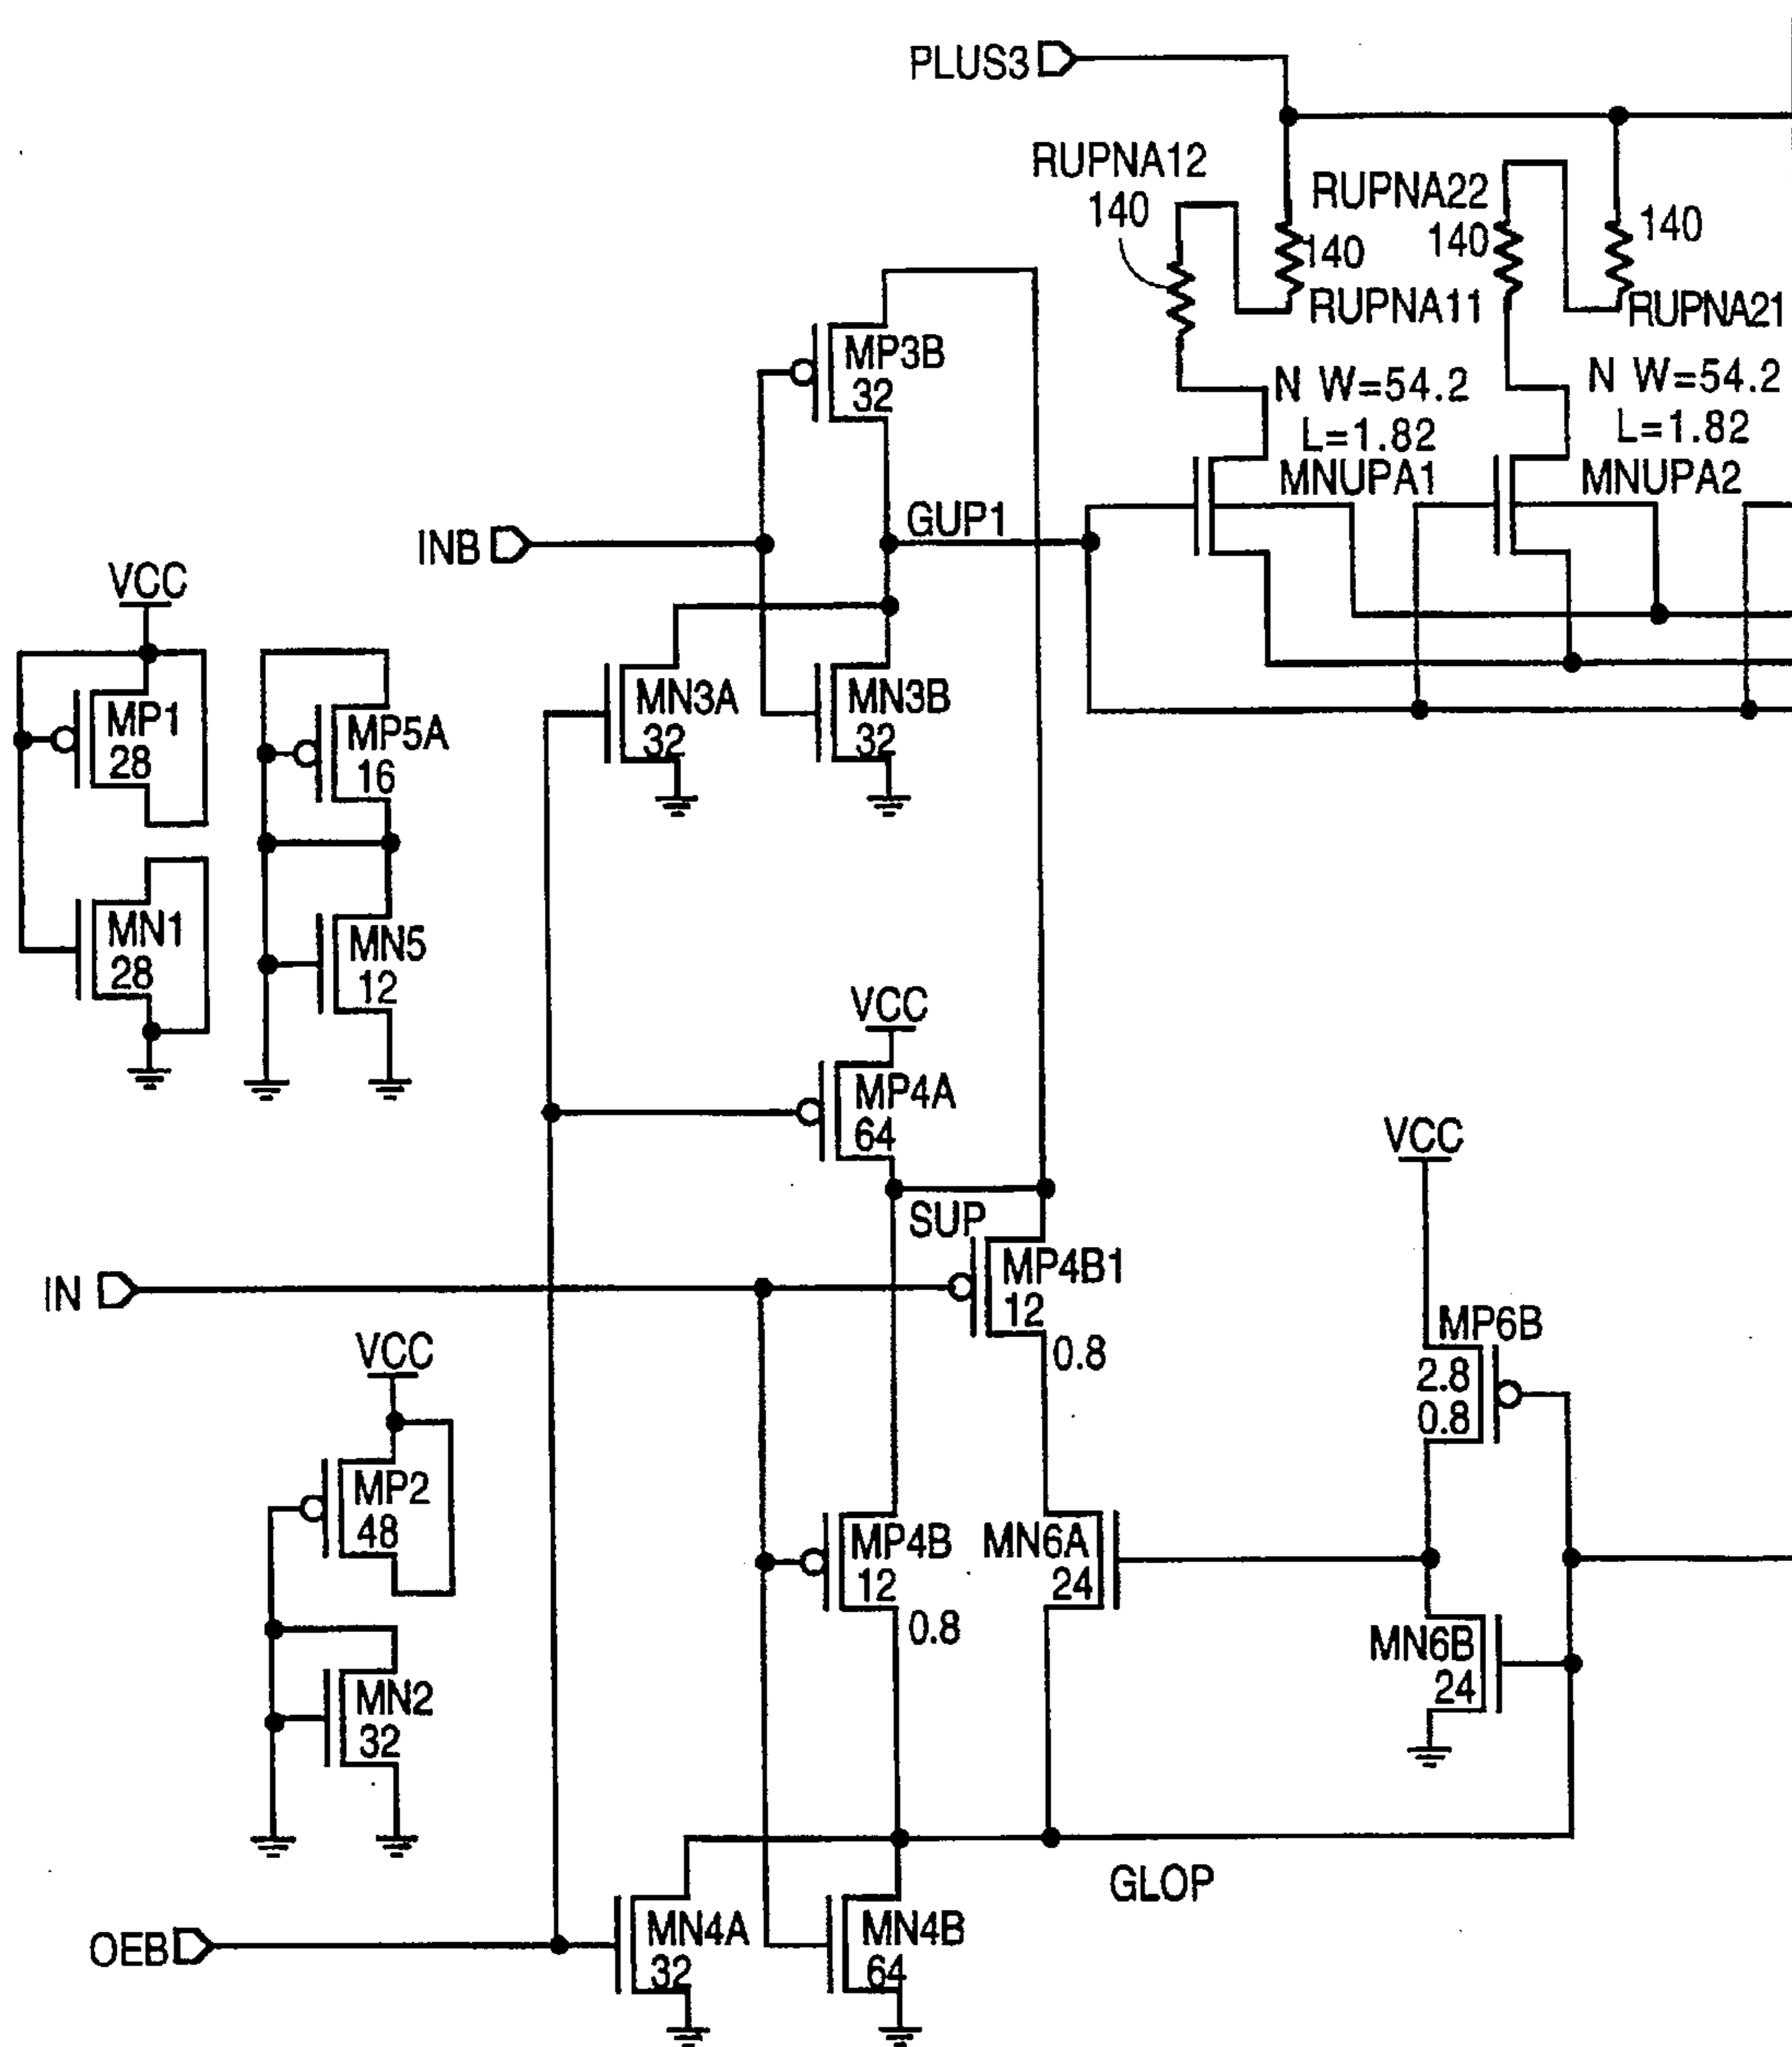 PLUS3
RUPNA12
140
RUPNA22
140
140
140
RUPNA11
RUPNA21
MP3B
32
N W=54.2
L=1.82
N W=54.2
L=1.82
MNUPA1
MNUPA2
GUP1
INB
VCC
MP1
28
MP5A
16
MN3A
32
MN3B
32
MN1
28
MN5
12
VCC
MP4A
64
VCC
SUP
MP4B1
12
0.8
IN
MP6B
2.8
0.8
VCC
MP2
48
MP4B
12
0.8
MN6A
24
MN6B
24
MN2
32
GLOP
OEB
MN4A
32
MN4B
64